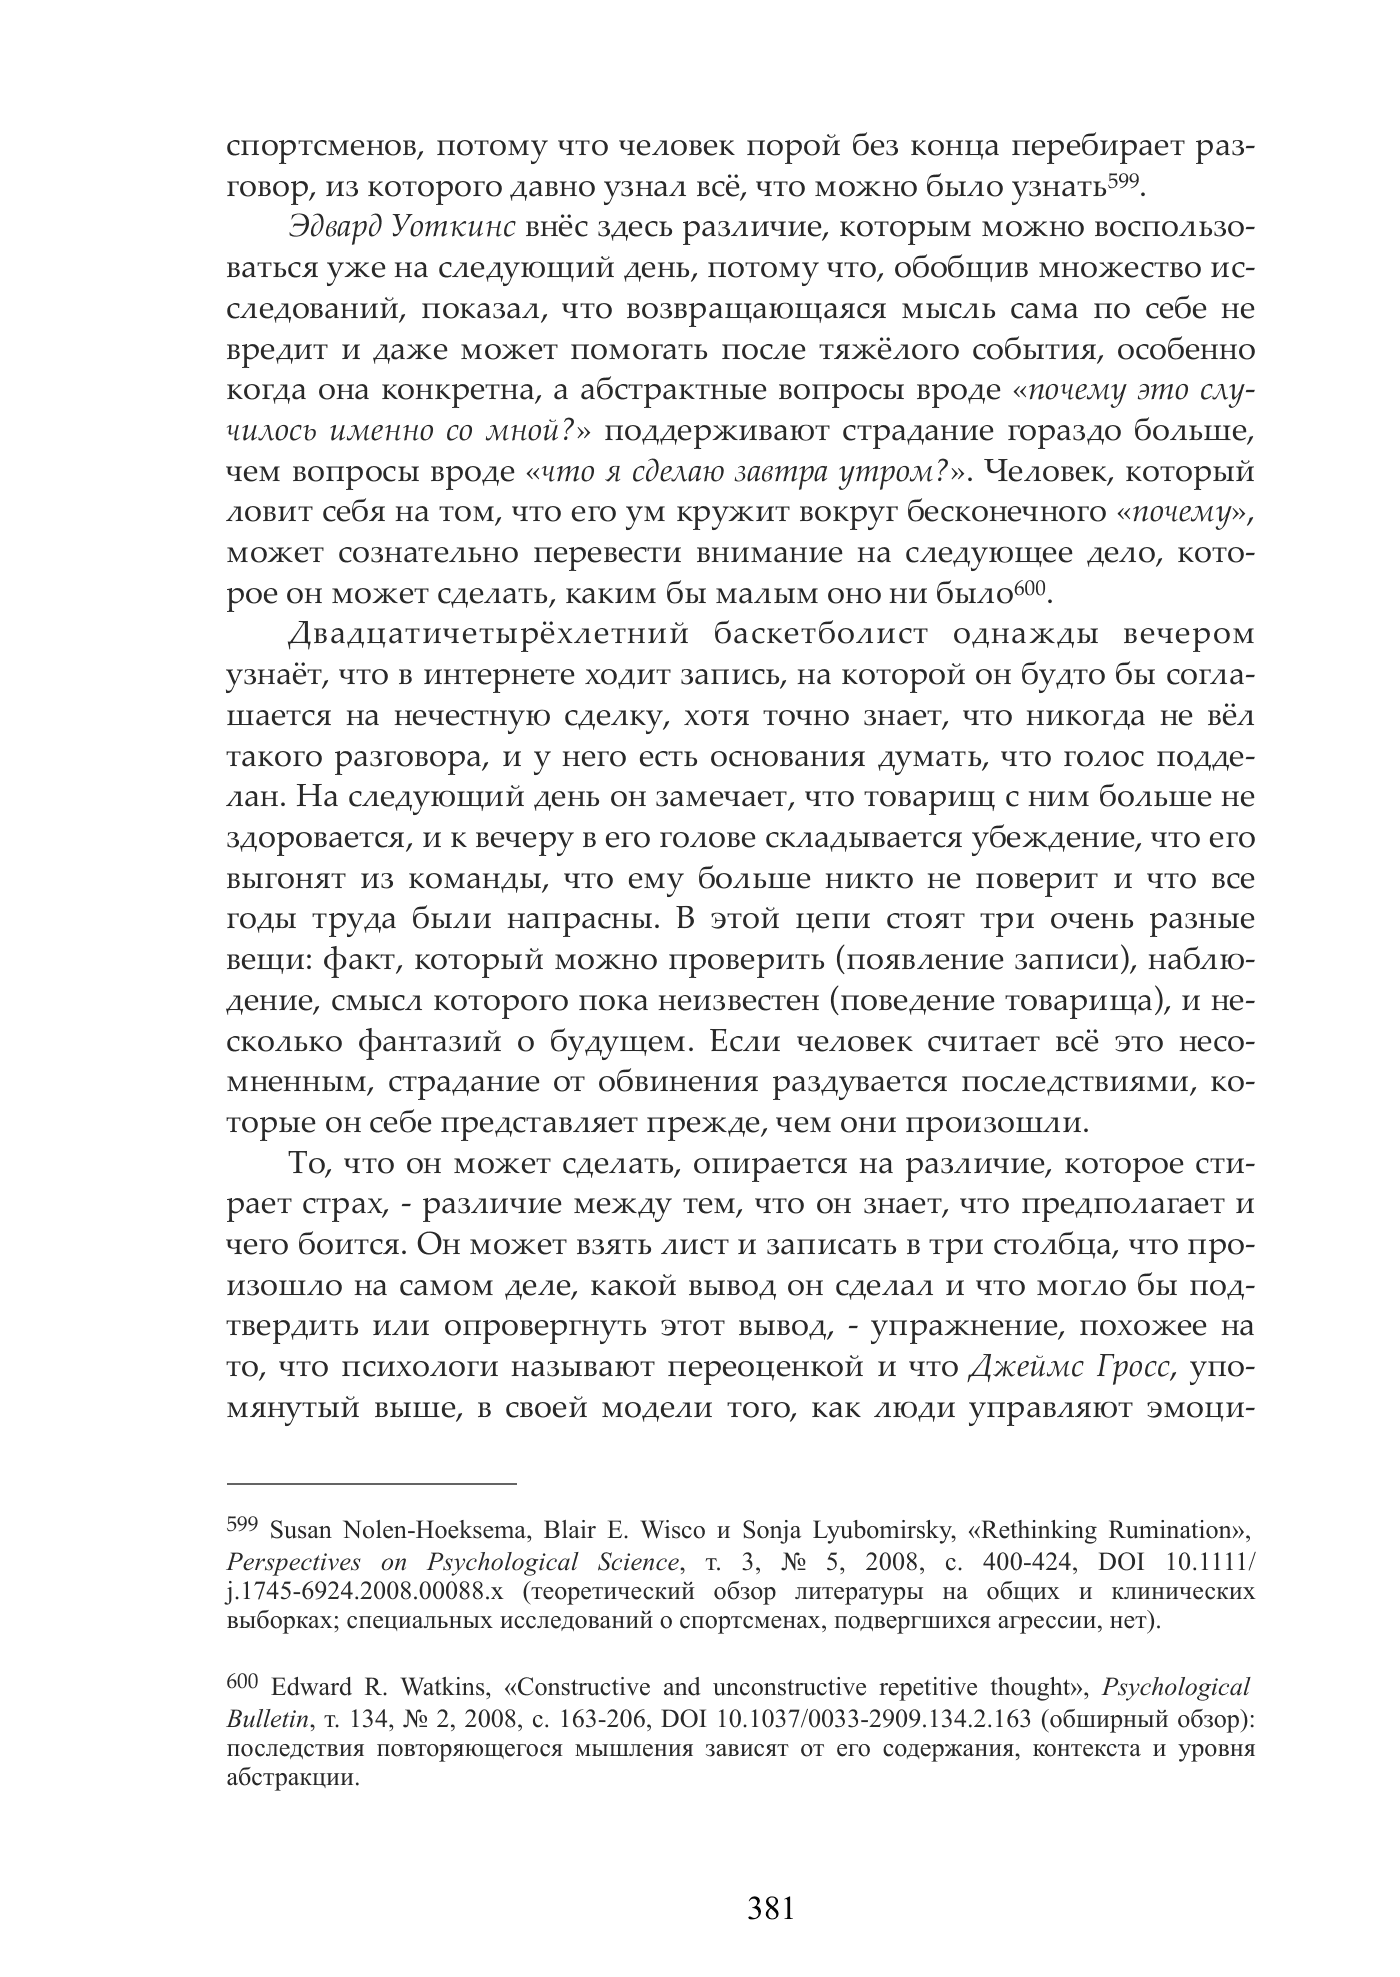 спортсменов, потому что человек порой без конца перебирает раз-
говор, из которого давно узнал всё, что можно было узнать599.
Эдвард Уоткинс внёс здесь различие, которым можно воспользо-
ваться уже на следующий день, потому что, обобщив множество ис-
следований, показал, что возвращающаяся мысль сама по себе не
вредит и даже может помогать после тяжёлого события, особенно
когда она конкретна, а абстрактные вопросы вроде «почему это слу-
чилось именно со мной?» поддерживают страдание гораздо больше,
чем вопросы вроде «что я сделаю завтра утром?». Человек, который
ловит себя на том, что его ум кружит вокруг бесконечного «почему»,
может сознательно перевести внимание на следующее дело, кото-
рое он может сделать, каким бы малым оно ни было600.
Двадцатичетырёхлетний баскетболист однажды вечером
узнаёт, что в интернете ходит запись, на которой он будто бы согла-
шается на нечестную сделку, хотя точно знает, что никогда не вёл
такого разговора, и у него есть основания думать, что голос подде-
лан. На следующий день он замечает, что товарищ с ним больше не
здоровается, и к вечеру в его голове складывается убеждение, что его
выгонят из команды, что ему больше никто не поверит и что все
годы труда были напрасны. В этой цепи стоят три очень разные
вещи: факт, который можно проверить (появление записи), наблю-
дение, смысл которого пока неизвестен (поведение товарища), и не-
сколько фантазий о будущем. Если человек считает всё это несо-
мненным, страдание от обвинения раздувается последствиями, ко-
торые он себе представляет прежде, чем они произошли.
То, что он может сделать, опирается на различие, которое сти-
рает страх, - различие между тем, что он знает, что предполагает и
чего боится. Он может взять лист и записать в три столбца, что про-
изошло на самом деле, какой вывод он сделал и что могло бы под-
твердить или опровергнуть этот вывод, - упражнение, похожее на
то, что психологи называют переоценкой и что Джеймс Гросс, упо-
мянутый выше, в своей модели того, как люди управляют эмоци-
599 Susan Nolen-Hoeksema, Blair E. Wisco и Sonja Lyubomirsky, «Rethinking Rumination»,
Perspectives on Psychological Science, т. 3, № 5, 2008, с. 400-424, DOI 10.1111/
j.1745-6924.2008.00088.x (теоретический обзор литературы на общих и клинических
выборках; специальных исследований о спортсменах, подвергшихся агрессии, нет).
600 Edward R. Watkins, «Constructive and unconstructive repetitive thought», Psychological
Bulletin, т. 134, № 2, 2008, с. 163-206, DOI 10.1037/0033-2909.134.2.163 (обширный обзор):
последствия повторяющегося мышления зависят от его содержания, контекста и уровня
абстракции.
381